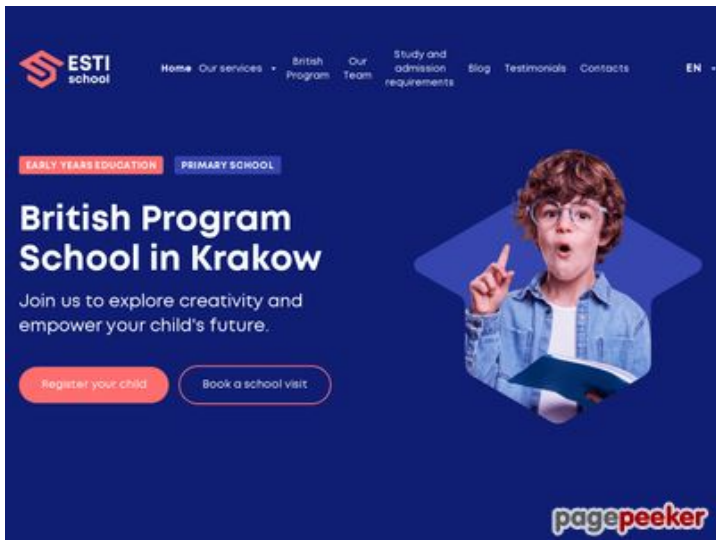 ESTI
school
Home
Our services
British
Program
Our
Team
Study and
admission
requirements
Blog
Testimonials
Contacts
EN
EARLY YEARS EDUCATION
PRIMARY SCHOOL
British Program
School in Krakow
Join us to explore creativity and
empower your child's future.
Register your child
Book a school visit
pagepeeker